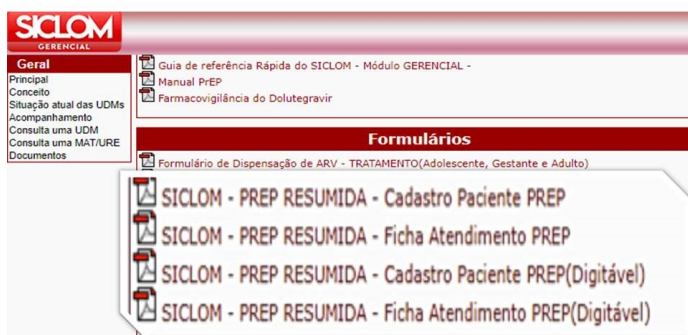 SICLOM
GERENCIAL
Geral
Principal
Conceito
Situação atual das UDMs
Acompanhamento
Consulta uma UDM
Consulta uma MAT/URE
Documentos
Guia de referência Rápida do SICLOM - Módulo GERENCIAL -
Manual PrEP
Farmacovigilância do Dolutegravir
Formulários
Formulário de Dispensação de ARV - TRATAMENTO(Adolescente, Gestante e Adulto)
SICLOM - PREP RESUMIDA - Cadastro Paciente PREP
SICLOM - PREP RESUMIDA - Ficha Atendimento PREP
SICLOM - PREP RESUMIDA - Cadastro Paciente PREP(Digitável)
SICLOM - PREP RESUMIDA - Ficha Atendimento PREP(Digitável)